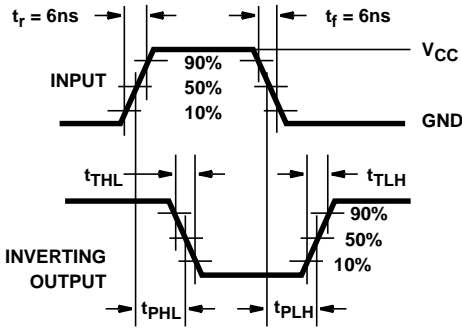 tr = 6ns
tf = 6ns
VCC
90%
INPUT
50%
10%
GND
tTHL
tTLH
90%
50%
INVERTING
OUTPUT
10%
tPHL
tPLH